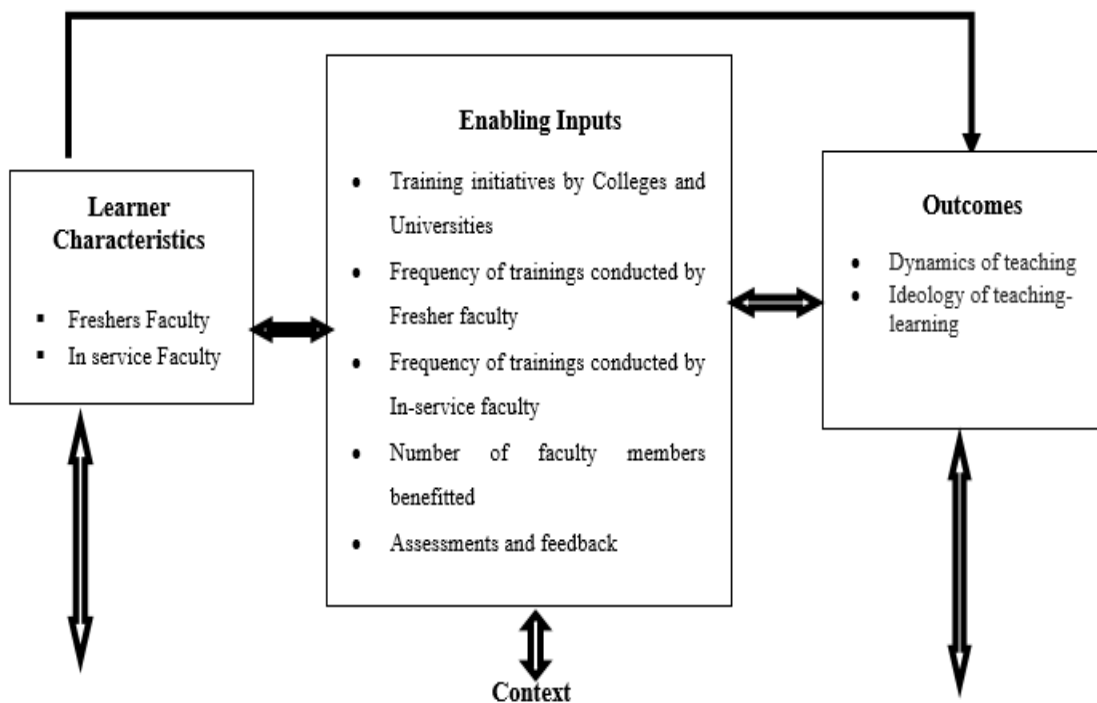 Learner
Characteristics
▪ Freshers Faculty
▪ In service Faculty
Enabling Inputs
• Training initiatives by Colleges and
Universities
• Frequency of trainings conducted by
Fresher faculty
• Frequency of trainings conducted by
In-service faculty
• Number of faculty members
benefitted
• Assessments and feedback
Outcomes
• Dynamics of teaching
• Ideology of teaching-
learning
Context